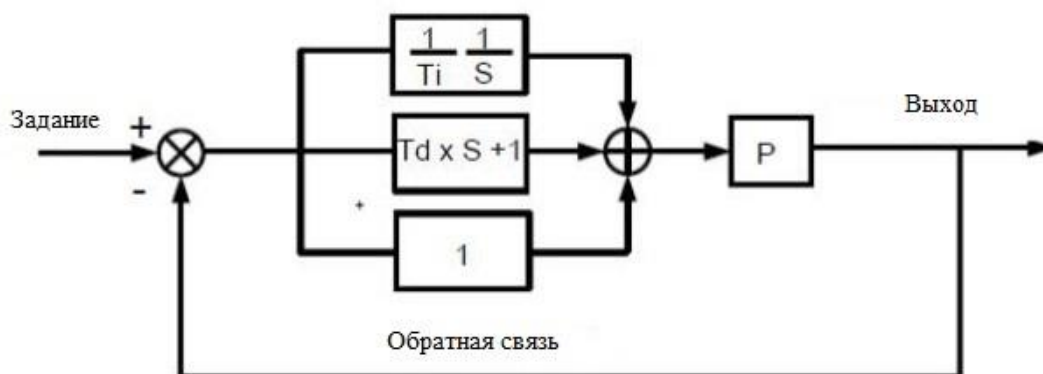 1 1
Ti S
Задание
+
-
Td x S +1
P
Выход
+
1
Обратная связь